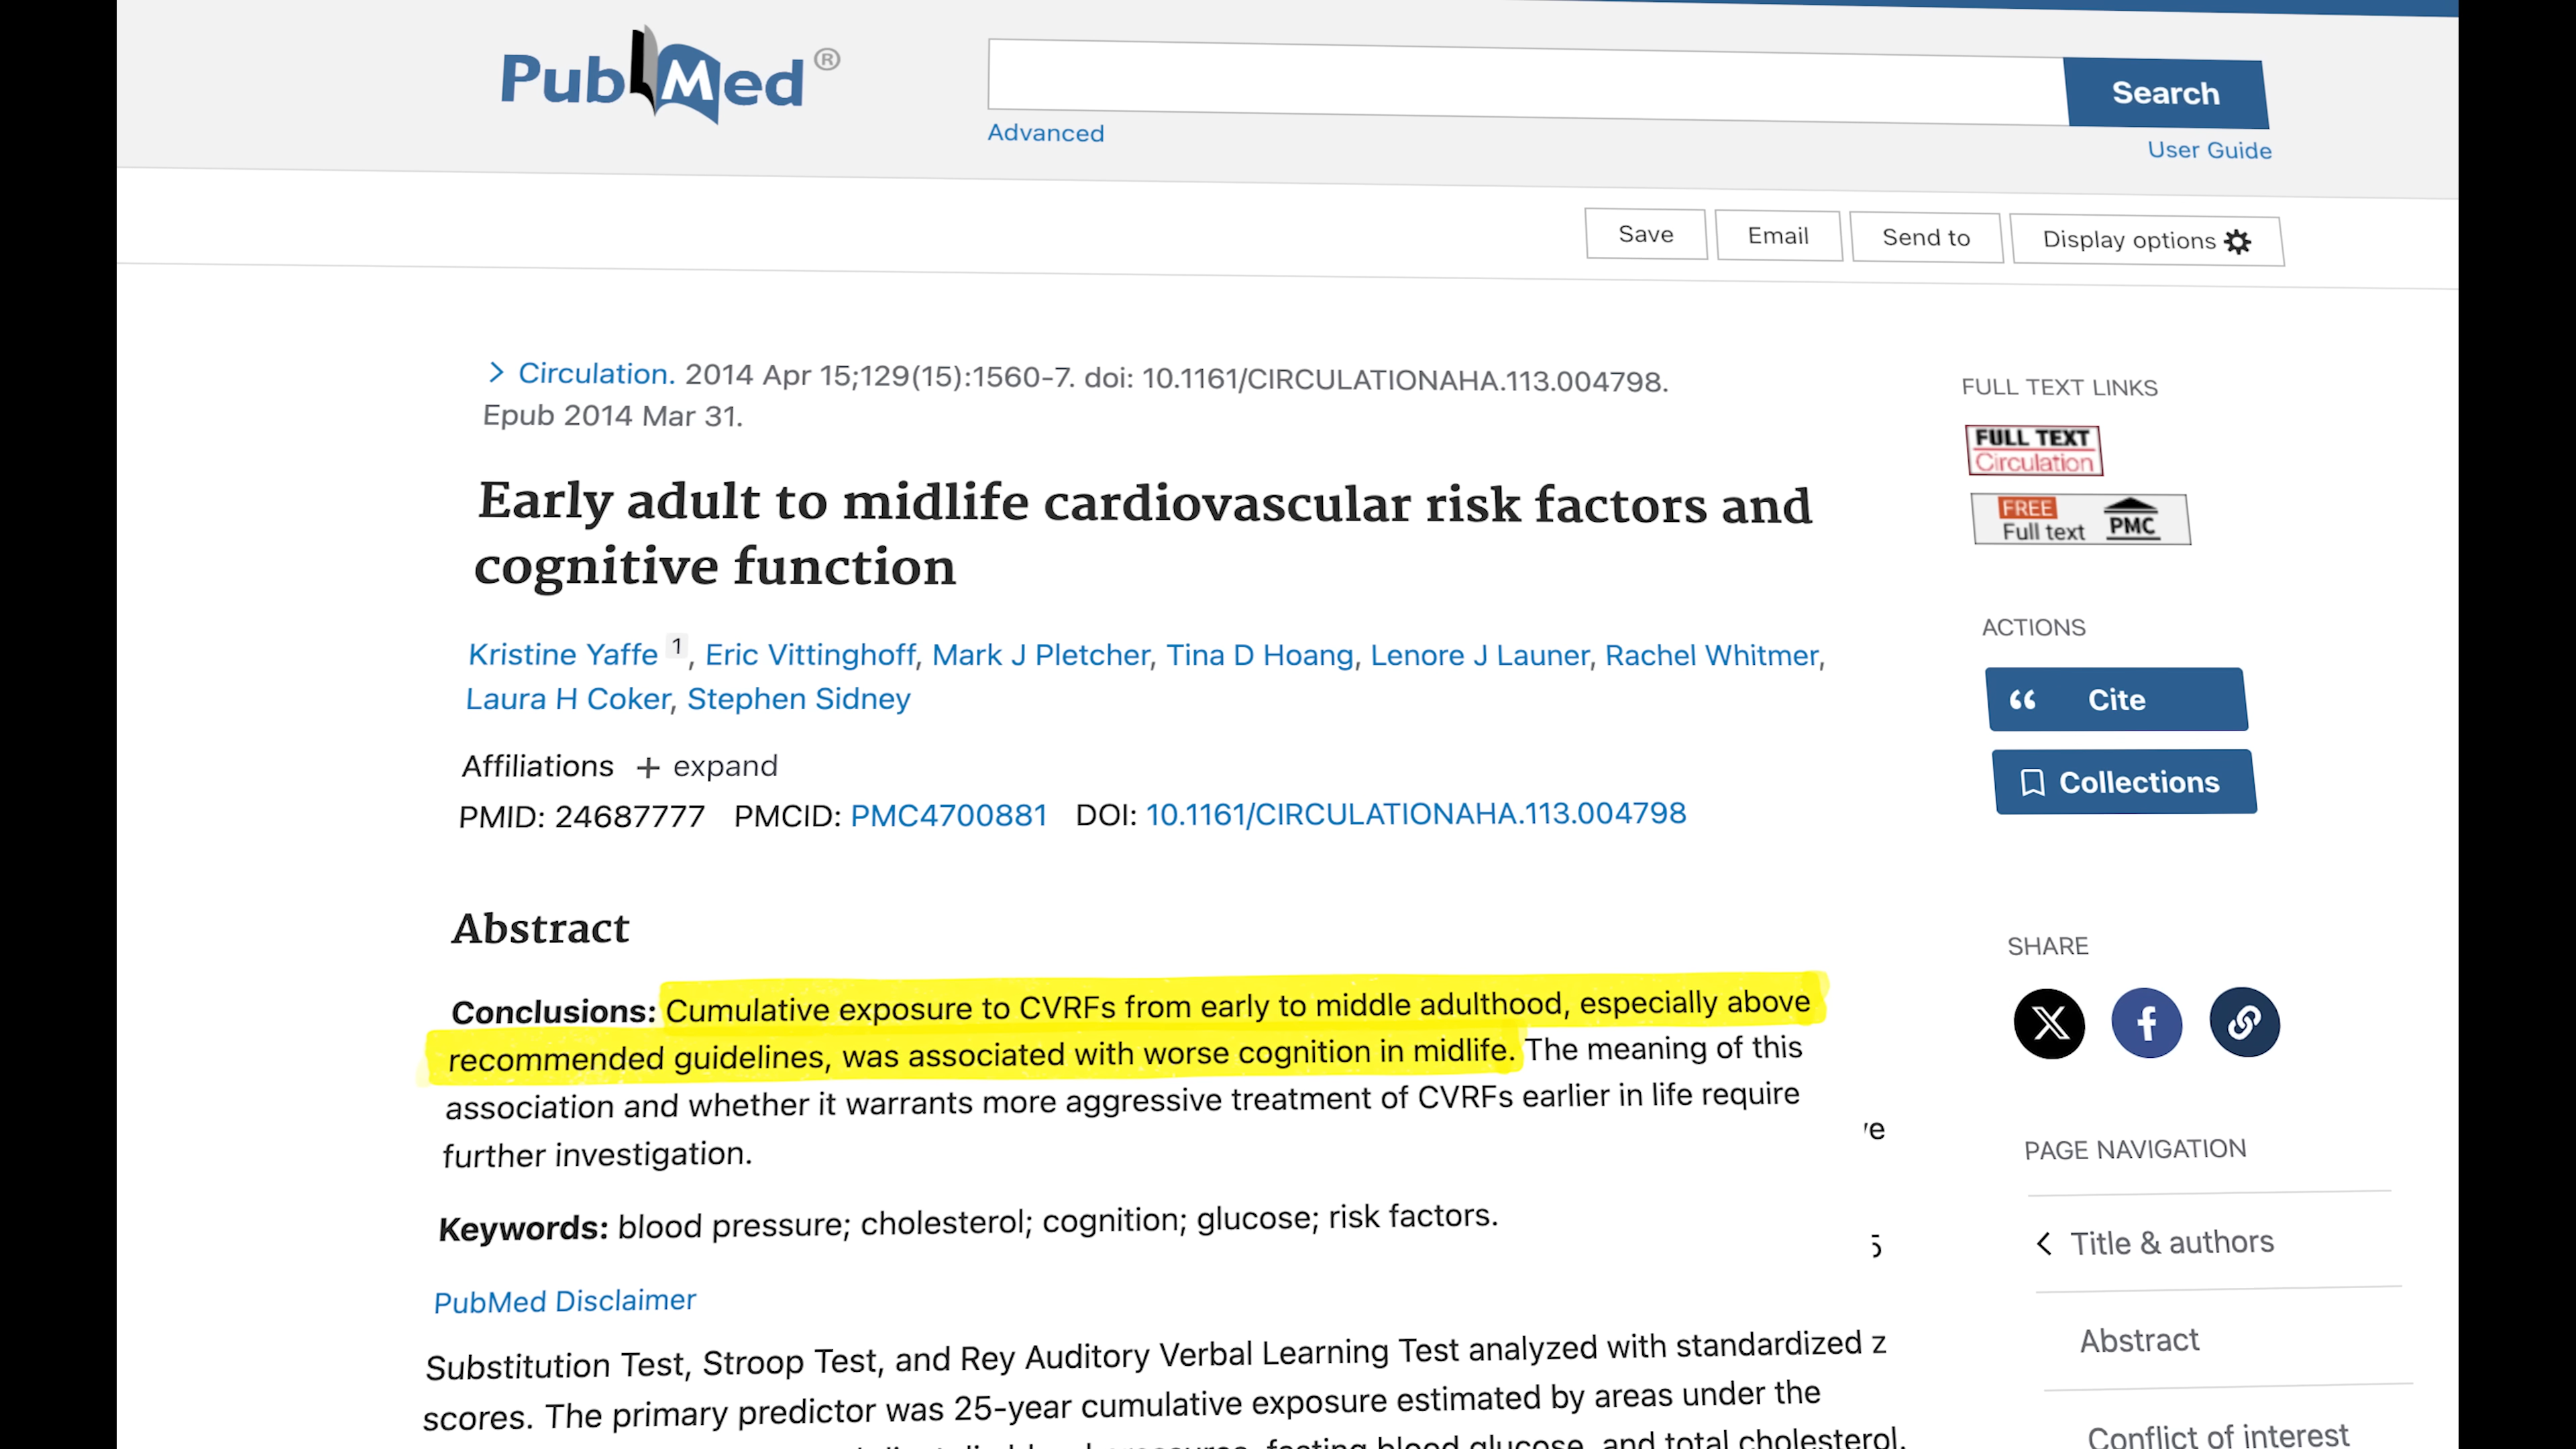 PubMed®
Search
Advanced
User Guide
Save
Email
Send to
Display options
Circulation. 2014 Apr 15;129(15):1560-7. doi: 10.1161/CIRCULATIONAHA.113.004798.
Epub 2014 Mar 31.
Early adult to midlife cardiovascular risk factors and
cognitive function
Kristine Yaffe 1, Eric Vittinghoff, Mark J Pletcher, Tina D Hoang, Lenore J Launer, Rachel Whitmer,
Laura H Coker, Stephen Sidney
Affiliations + expand
PMID: 24687777 PMCID: PMC4700881 DOI: 10.1161/CIRCULATIONAHA.113.004798
Abstract
Conclusions: Cumulative exposure to CVRFs from early to middle adulthood, especially above
recommended guidelines, was associated with worse cognition in midlife. The meaning of this
association and whether it warrants more aggressive treatment of CVRFs earlier in life require
further investigation.
Keywords: blood pressure; cholesterol; cognition; glucose; risk factors.
PubMed Disclaimer
Substitution Test, Stroop Test, and Rey Auditory Verbal Learning Test analyzed with standardized z
scores. The primary predictor was 25-year cumulative exposure estimated by areas under the
fasting blood glucose, and total cholesterol.
FULL TEXT LINKS
FULL TEXT
Circulation
FREE
Full text PMC
ACTIONS
Cite
Collections
SHARE
PAGE NAVIGATION
Title & authors
Abstract
Conflict of interest